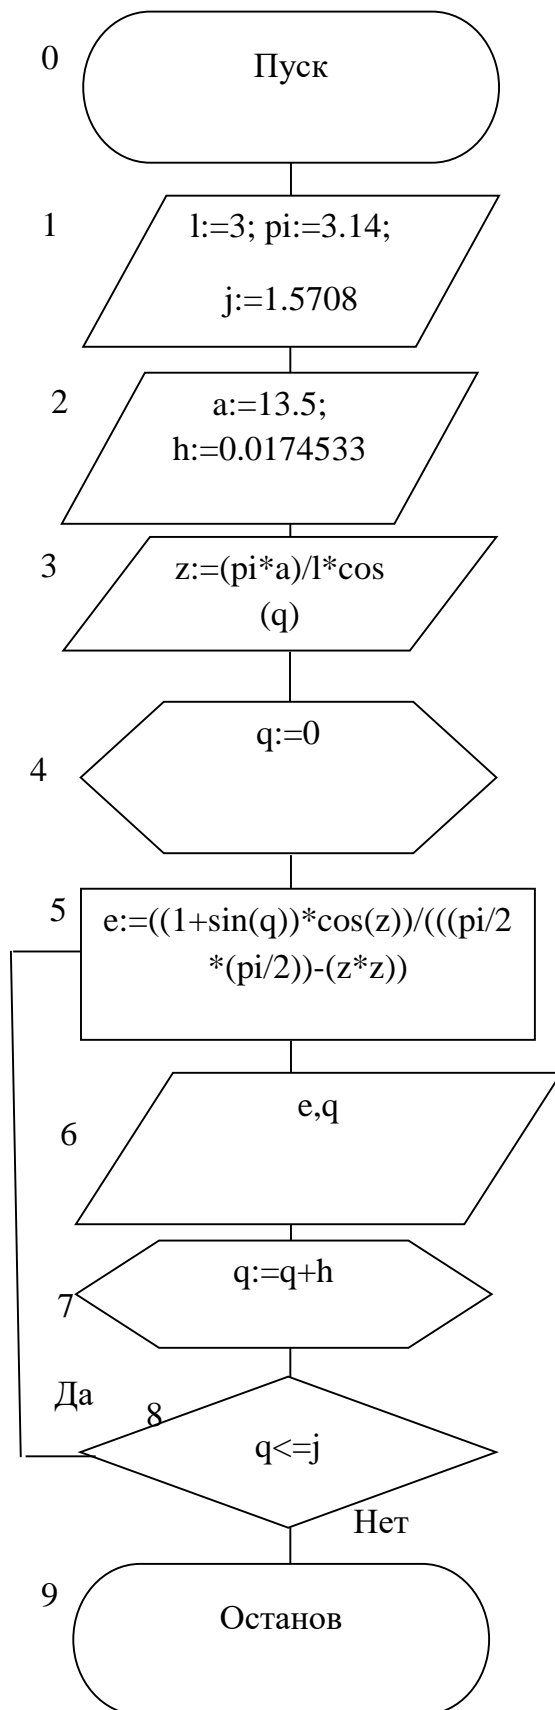 0
Пуск
1
l:=3; pi:=3.14;
j:=1.5708
2
a:=13.5;
h:=0.0174533
3
z:=(pi*a)/l*cos
(q)
q:=0
4
5
e:=((1+sin(q))*cos(z))/(((pi/2
*(pi/2))-(z*z))
e,q
6
q:=q+h
7
Да
8
q<=j
Нет
9
Останов